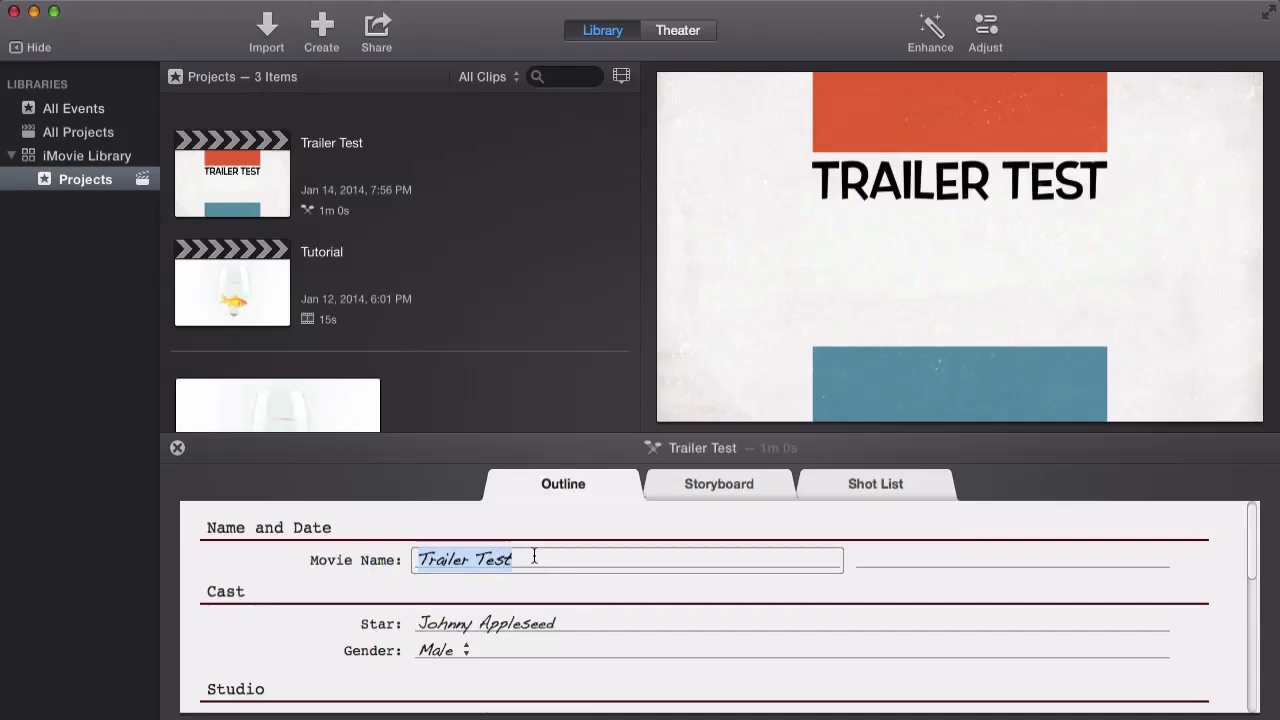 Import
Create
Share
Library
Theater
Enhance
Adjust
Hide
LIBRARIES
All Events
All Projects
iMovie Library
Projects
Projects — 3 Items
All Clips
Trailer Test
TRAILER TEST
Jan 14, 2014, 7:56 PM
1m 0s
Tutorial
Jan 12, 2014, 6:01 PM
15s
TRAILER TEST
Trailer Test — 1m 0s
Outline
Storyboard
Shot List
Name and Date
Movie Name: Trailer Test
Cast
Star: Johnny Appleseed
Gender: Male
Studio